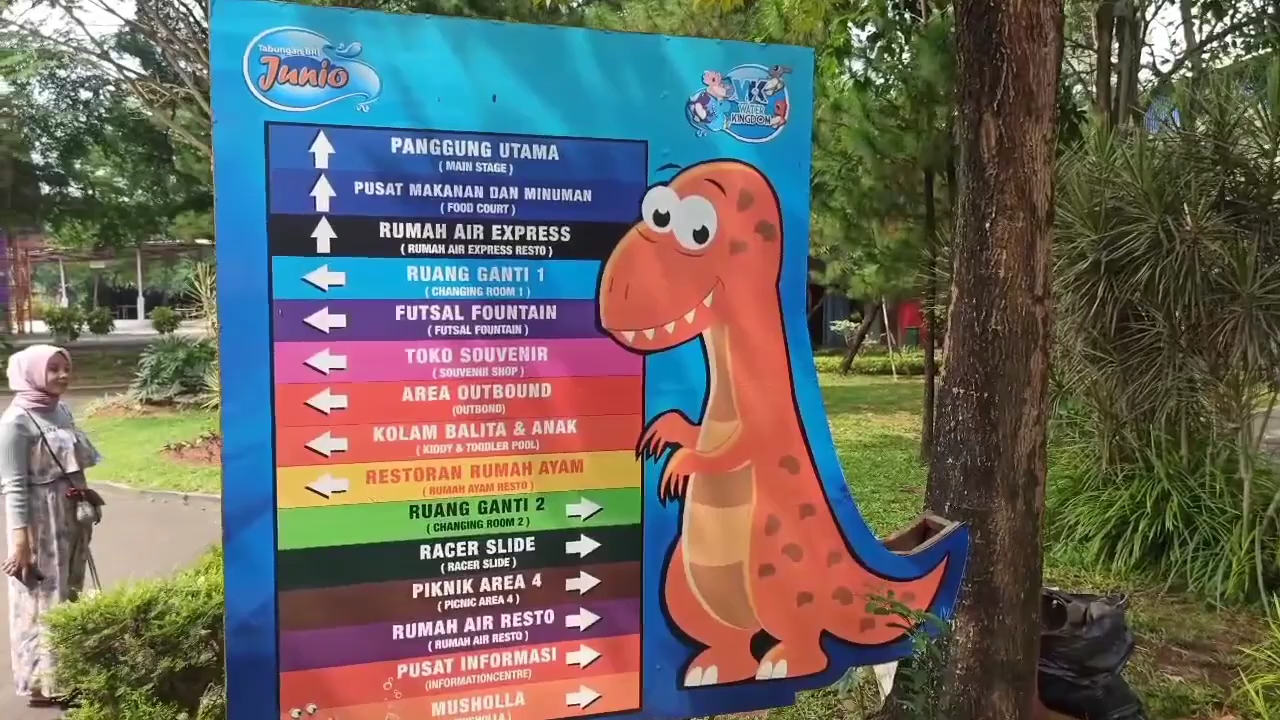 Tabungan BRI
Junio
WK
WATER
KINGDOM
PANGGUNG UTAMA
( MAIN STAGE )
PUSAT MAKANAN DAN MINUMAN
( FOOD COURT )
RUMAH AIR EXPRESS
( RUMAH AIR EXPRESS RESTO )
RUANG GANTI 1
( CHANGING ROOM 1 )
FUTSAL FOUNTAIN
( FUTSAL FOUNTAIN )
TOKO SOUVENIR
( SOUVENIR SHOP )
AREA OUTBOUND
(OUTBOND)
KOLAM BALITA & ANAK
( KIDDY & TODDLER POOL)
RESTORAN RUMAH AYAM
( RUMAH AYAM RESTO )
RUANG GANTI 2
( CHANGING ROOM 2 )
RACER SLIDE
( RACER SLIDE )
PIKNIK AREA 4
( PICNIC AREA 4 )
RUMAH AIR RESTO
( RUMAH AIR RESTO )
PUSAT INFORMASI
(INFORMATIONCENTRE)
MUSHOLLA